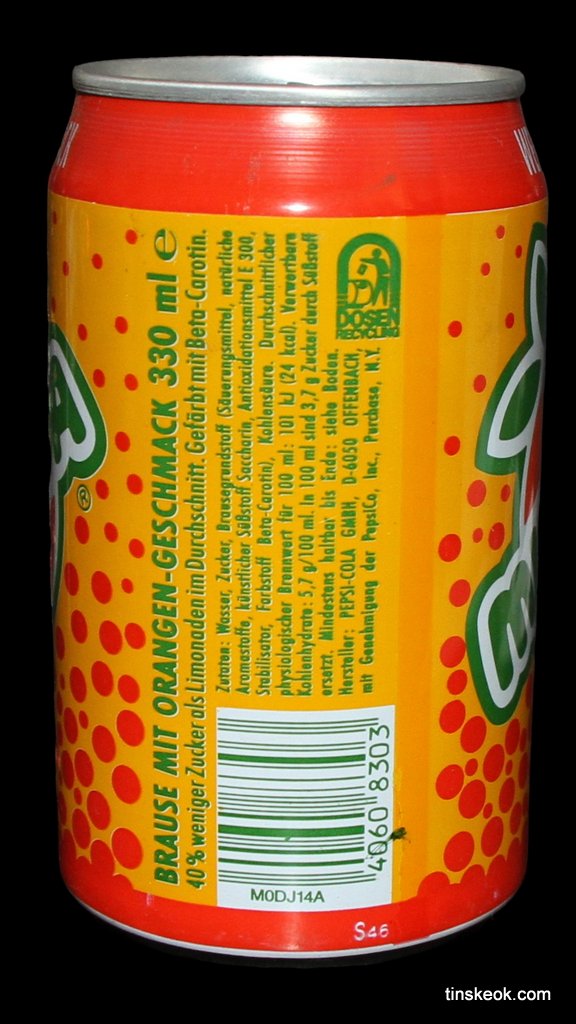 BRAUSE MIT ORANGEN-GESCHMACK 330 ml e
40% weniger Zucker als Limonaden im Durchschnitt. Gefärbt mit Beta-Carotin.
Zutaten: Wasser, Zucker, Brausegrundstoff (Säuerungsmittel, natürliche
Aromastoffe, künstlicher Süßstoff Saccharin, Antioxidationsmittel E 300,
Stabilisator, Farbstoff Beta-Carotin), Kohlensäure. Durchschnittlicher
physiologischer Brennwert für 100 ml: 101 kJ (24 kcal). Verwertbare
Kohlenhydrate: 5,7 g/100 ml. In 100 ml sind 3,7 g Zucker durch Süßstoff
ersetzt. Mindestens haltbar bis Ende: siehe Boden.
Hersteller: PEPSI-COLA GMBH, D-6050 OFFENBACH,
mit Genehmigung der PepsiCo, Inc., Purchase, N.Y.
DOSEN
RECYCLING
®
4060 8303
M0DJ14A
S46
tinskeok.com